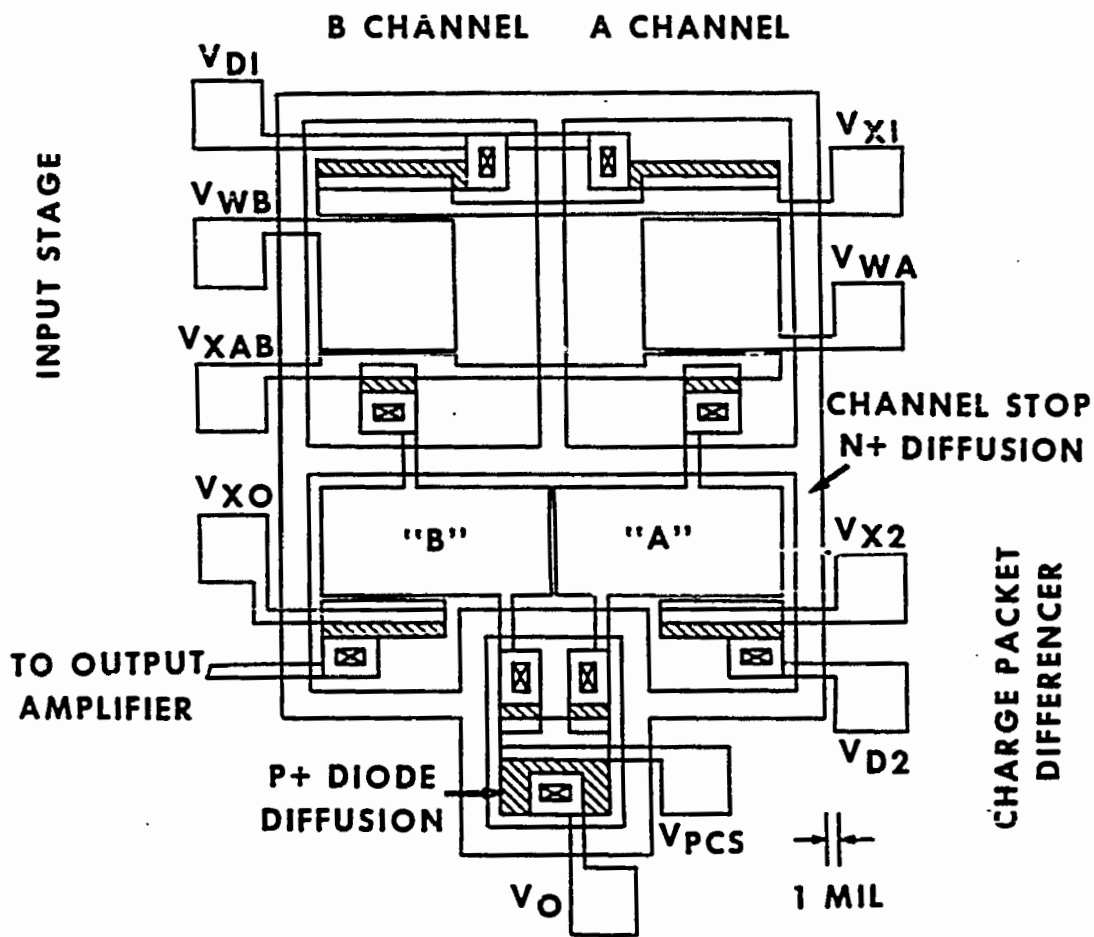 B CHANNEL A CHANNEL
VD1
VX1
INPUT STAGE
VWB
VWA
VXAB
CHANNEL STOP
N+ DIFFUSION
VXO
"B"
"A"
VX2
TO OUTPUT
AMPLIFIER
VD2
CHARGE PACKET
DIFFERENCER
P+ DIODE
DIFFUSION
VPCS
VO
1 MIL